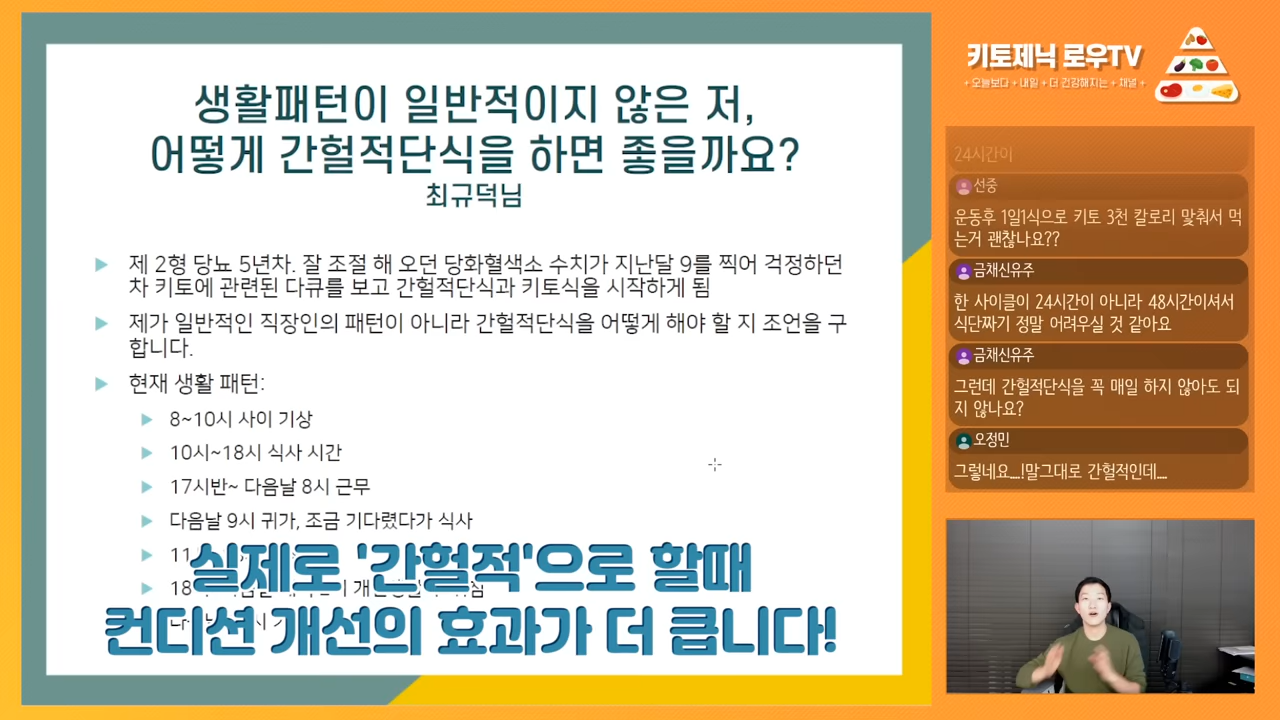 생활패턴이 일반적이지 않은 저,
어떻게 간헐적단식을 하면 좋을까요?
최규덕님
제 2형 당뇨 5년차. 잘 조절 해 오던 당화혈색소 수치가 지난달 9를 찍어 걱정하던
차 키토에 관련된 다큐를 보고 간헐적단식과 키토식을 시작하게 됨
제가 일반적인 직장인의 패턴이 아니라 간헐적단식을 어떻게 해야 할 지 조언을 구
합니다.
현재 생활 패턴:
8~10시 사이 기상
10시~18시 식사 시간
17시반~ 다음날 8시 근무
다음날 9시 귀가, 조금 기다렸다가 식사
11
18
실제로 '간헐적'으로 할때
컨디션 개선의 효과가 더 큽니다!
키토제닉 로우TV
+ 오늘보다 + 내일 + 더 건강해지는 + 채널 +
24시간이
선중
운동후 1일1식으로 키토 3천 칼로리 맞춰서 먹
는거 괜찮나요??
금채신유주
한 사이클이 24시간이 아니라 48시간이셔서
식단짜기 정말 어려우실 것 같아요
금채신유주
그런데 간헐적단식을 꼭 매일 하지 않아도 되
지 않나요?
오정민
그렇네요....!말그대로 간헐적인데....